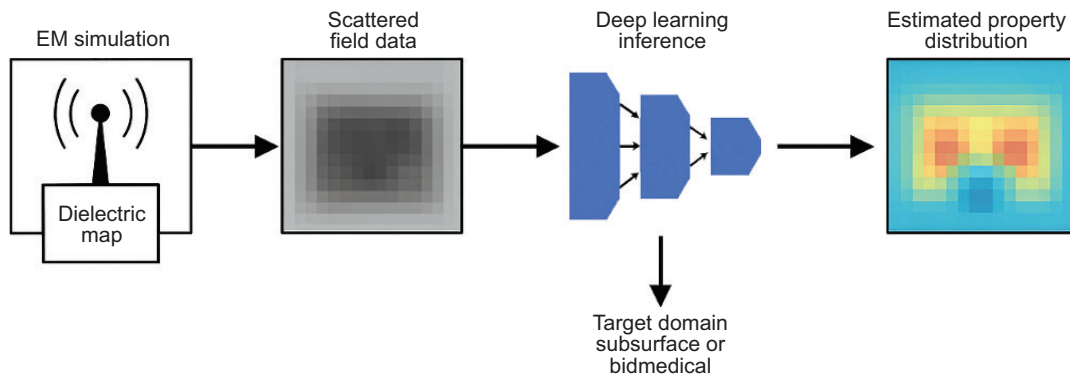 EM simulation
Dielectric
map
Scattered
field data
Deep learning
inference
Target domain
subsurface or
bidmedical
Estimated property
distribution